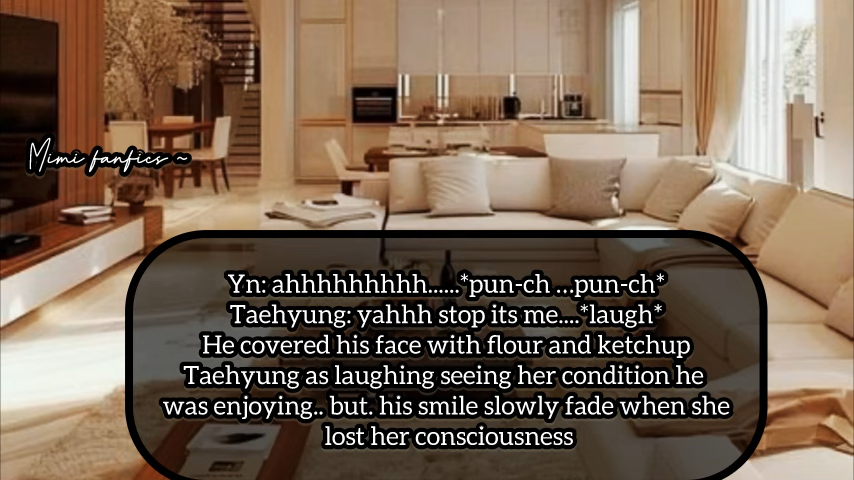 Mimi fanfics ~
Yn: ahhhhhhhhhh......*pun-ch ...pun-ch*
Taehyung: yahhh stop its me....*laugh*
He covered his face with flour and ketchup
Taehyung as laughing seeing her condition he
was enjoying.. but. his smile slowly fade when she
lost her consciousness